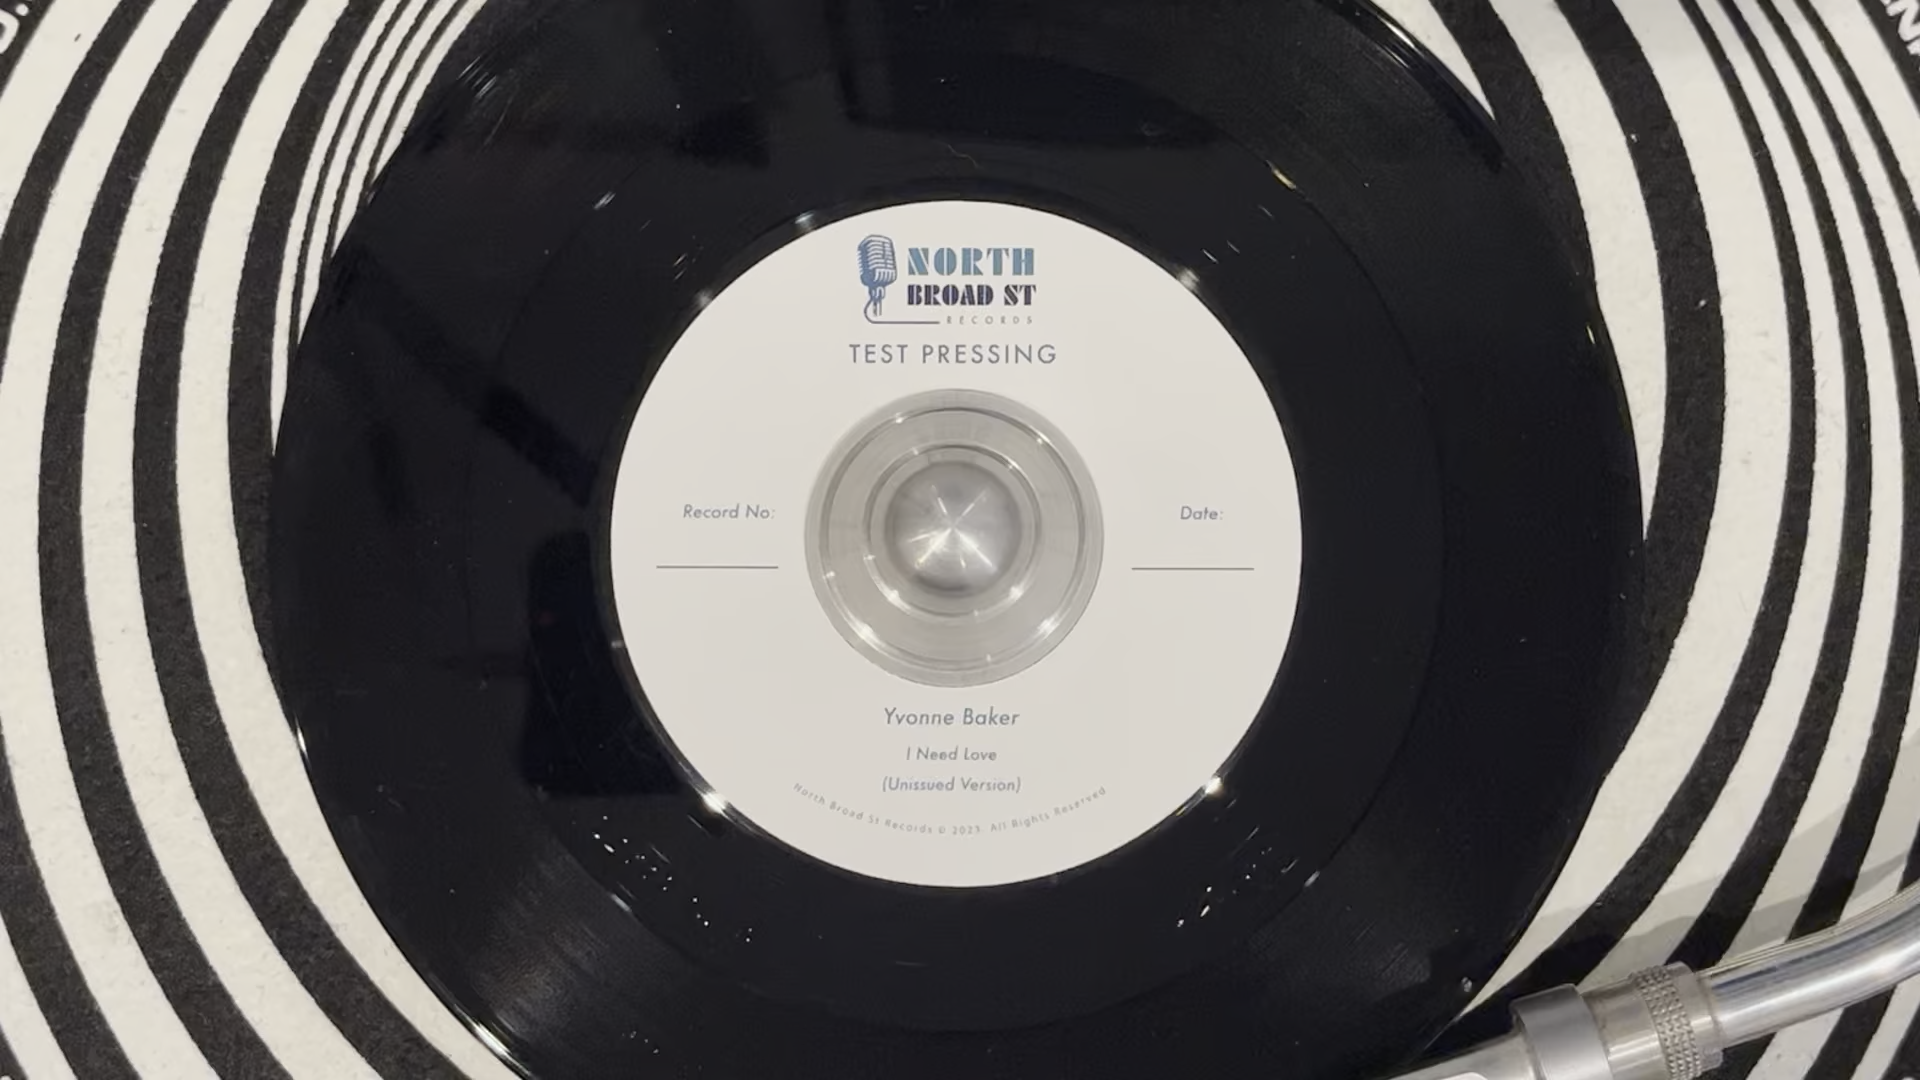 NORTH
BROAD ST
RECORDS
TEST PRESSING
Record No:
Date:
Yvonne Baker
I Need Love
(Unissued Version)
North Broad St Records © 2023. All Rights Reserved